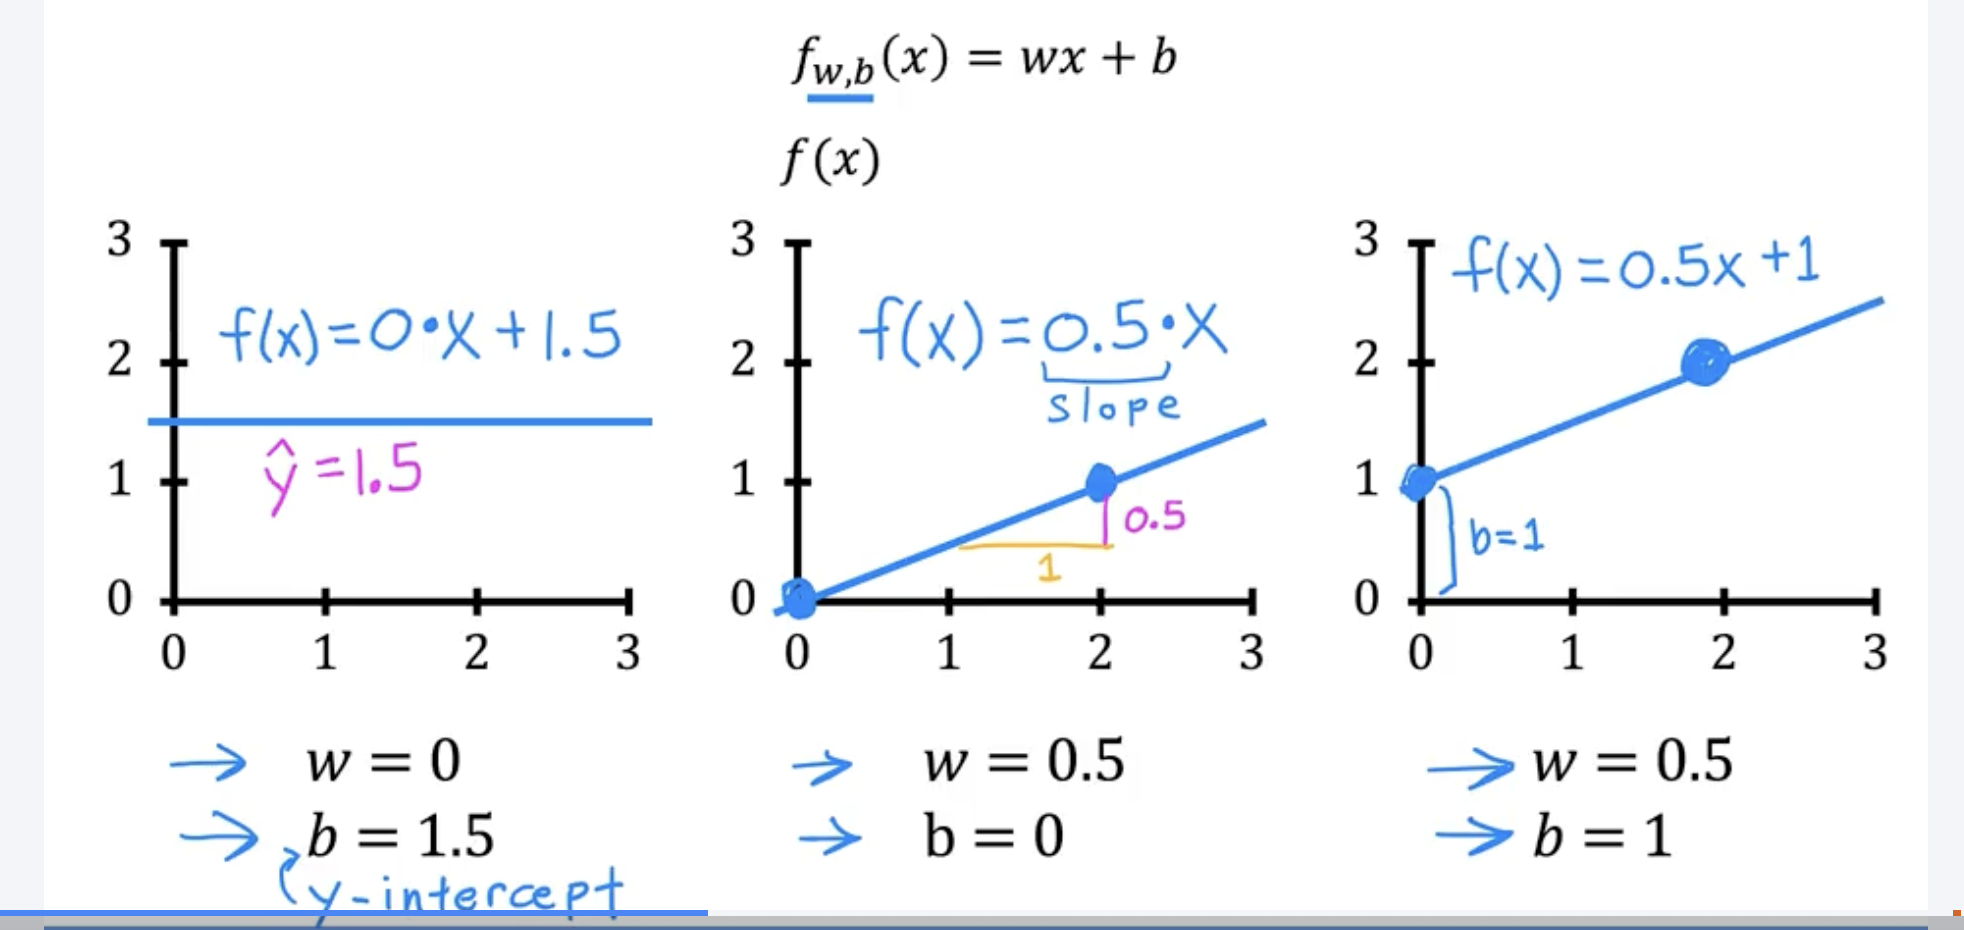 f_{w,b}(x) = wx + b
f(x)
3
2
1
0
0 1 2 3
f(x)=0•x+1.5
ŷ=1.5
w = 0
b = 1.5
y-intercept
3
2
1
0
0 1 2 3
f(x)=0.5•x
slope
0.5
1
w = 0.5
b = 0
3
2
1
0
0 1 2 3
f(x)=0.5x+1
b=1
w = 0.5
b = 1